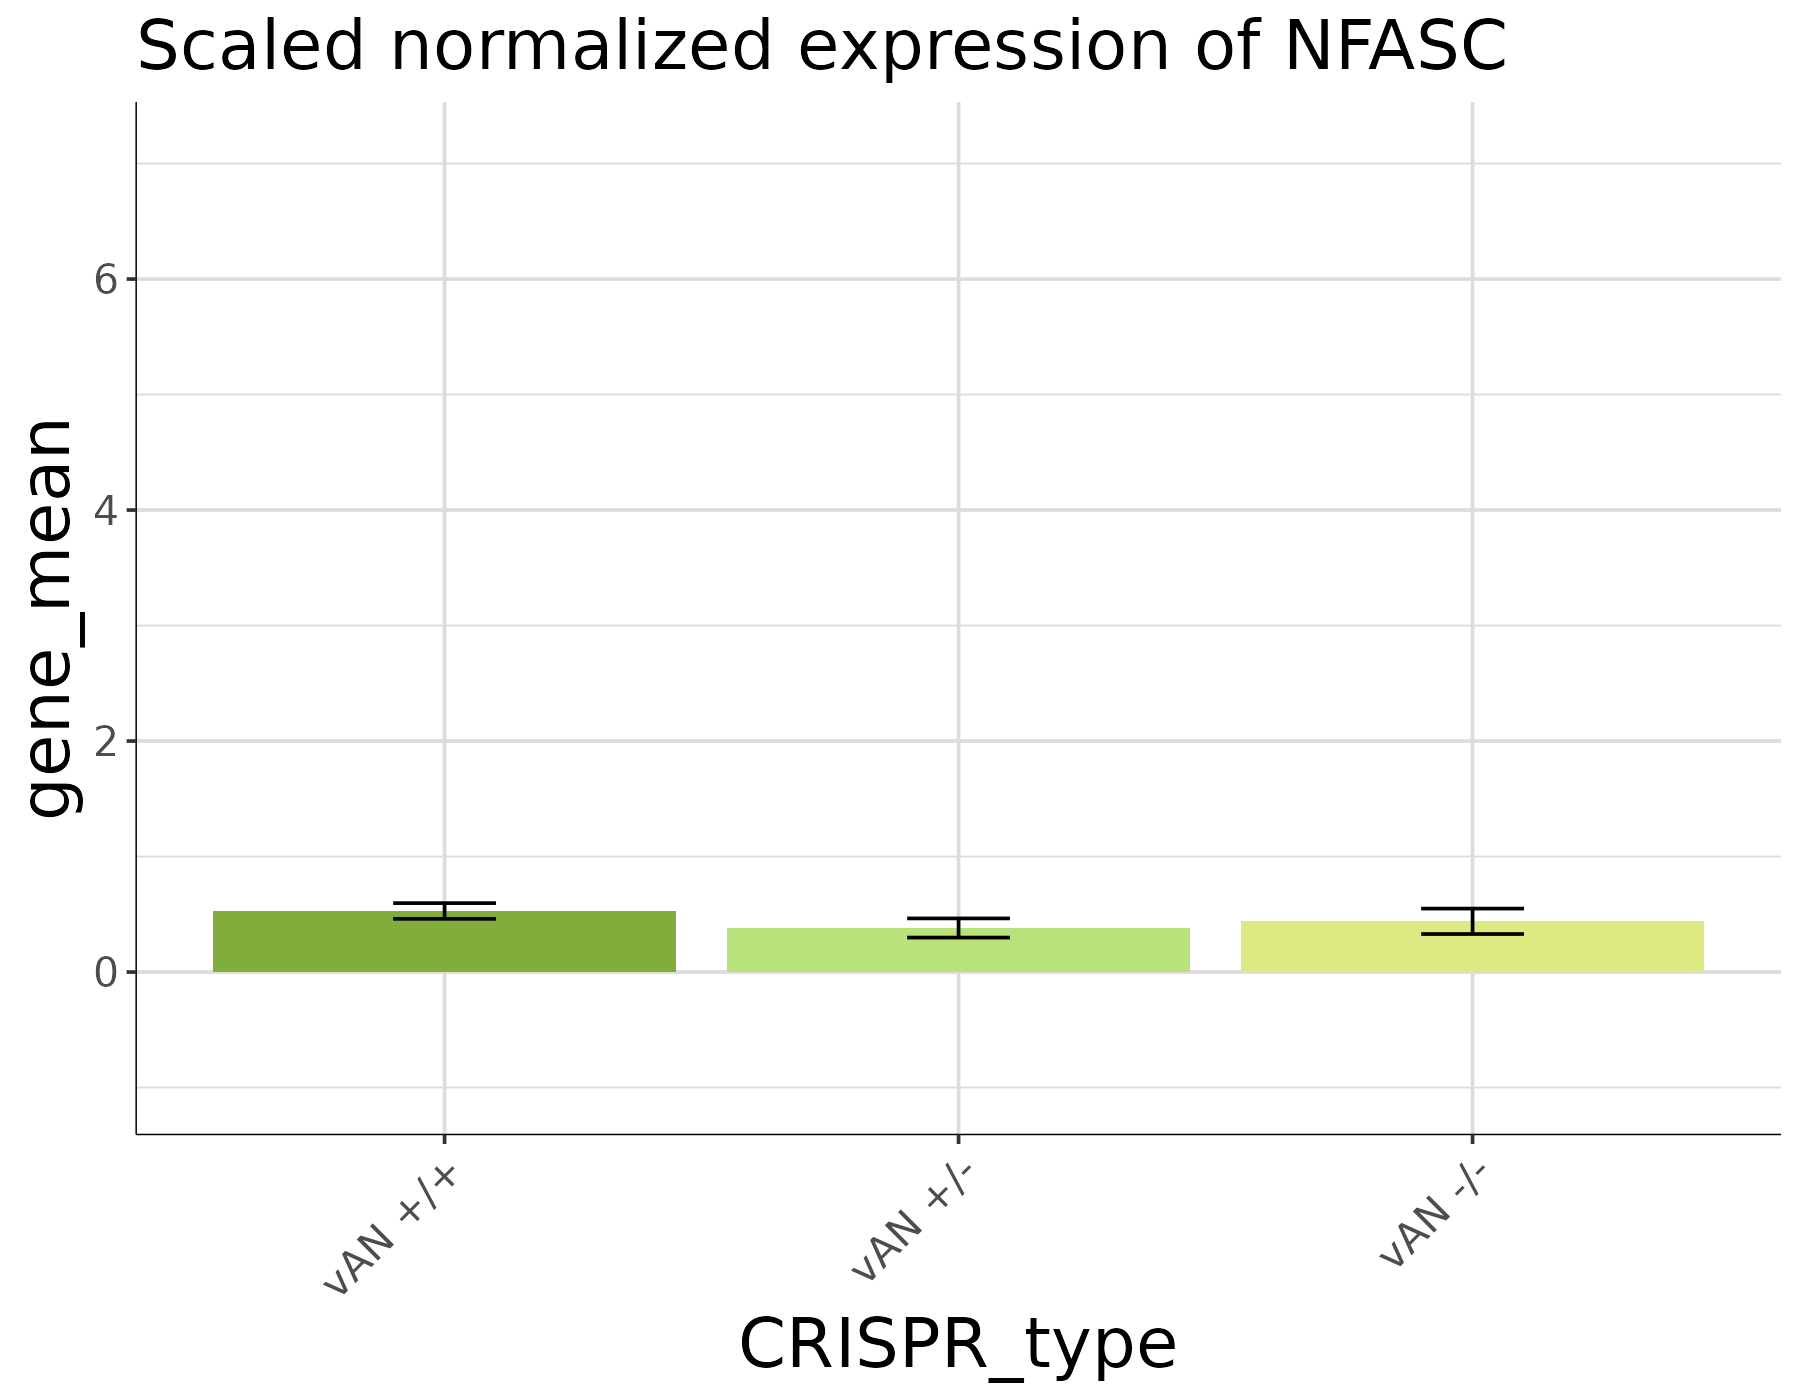 Scaled normalized expression of NFASC
gene_mean
6
4
2
0
vAN +/+
vAN +/-
vAN -/-
CRISPR_type